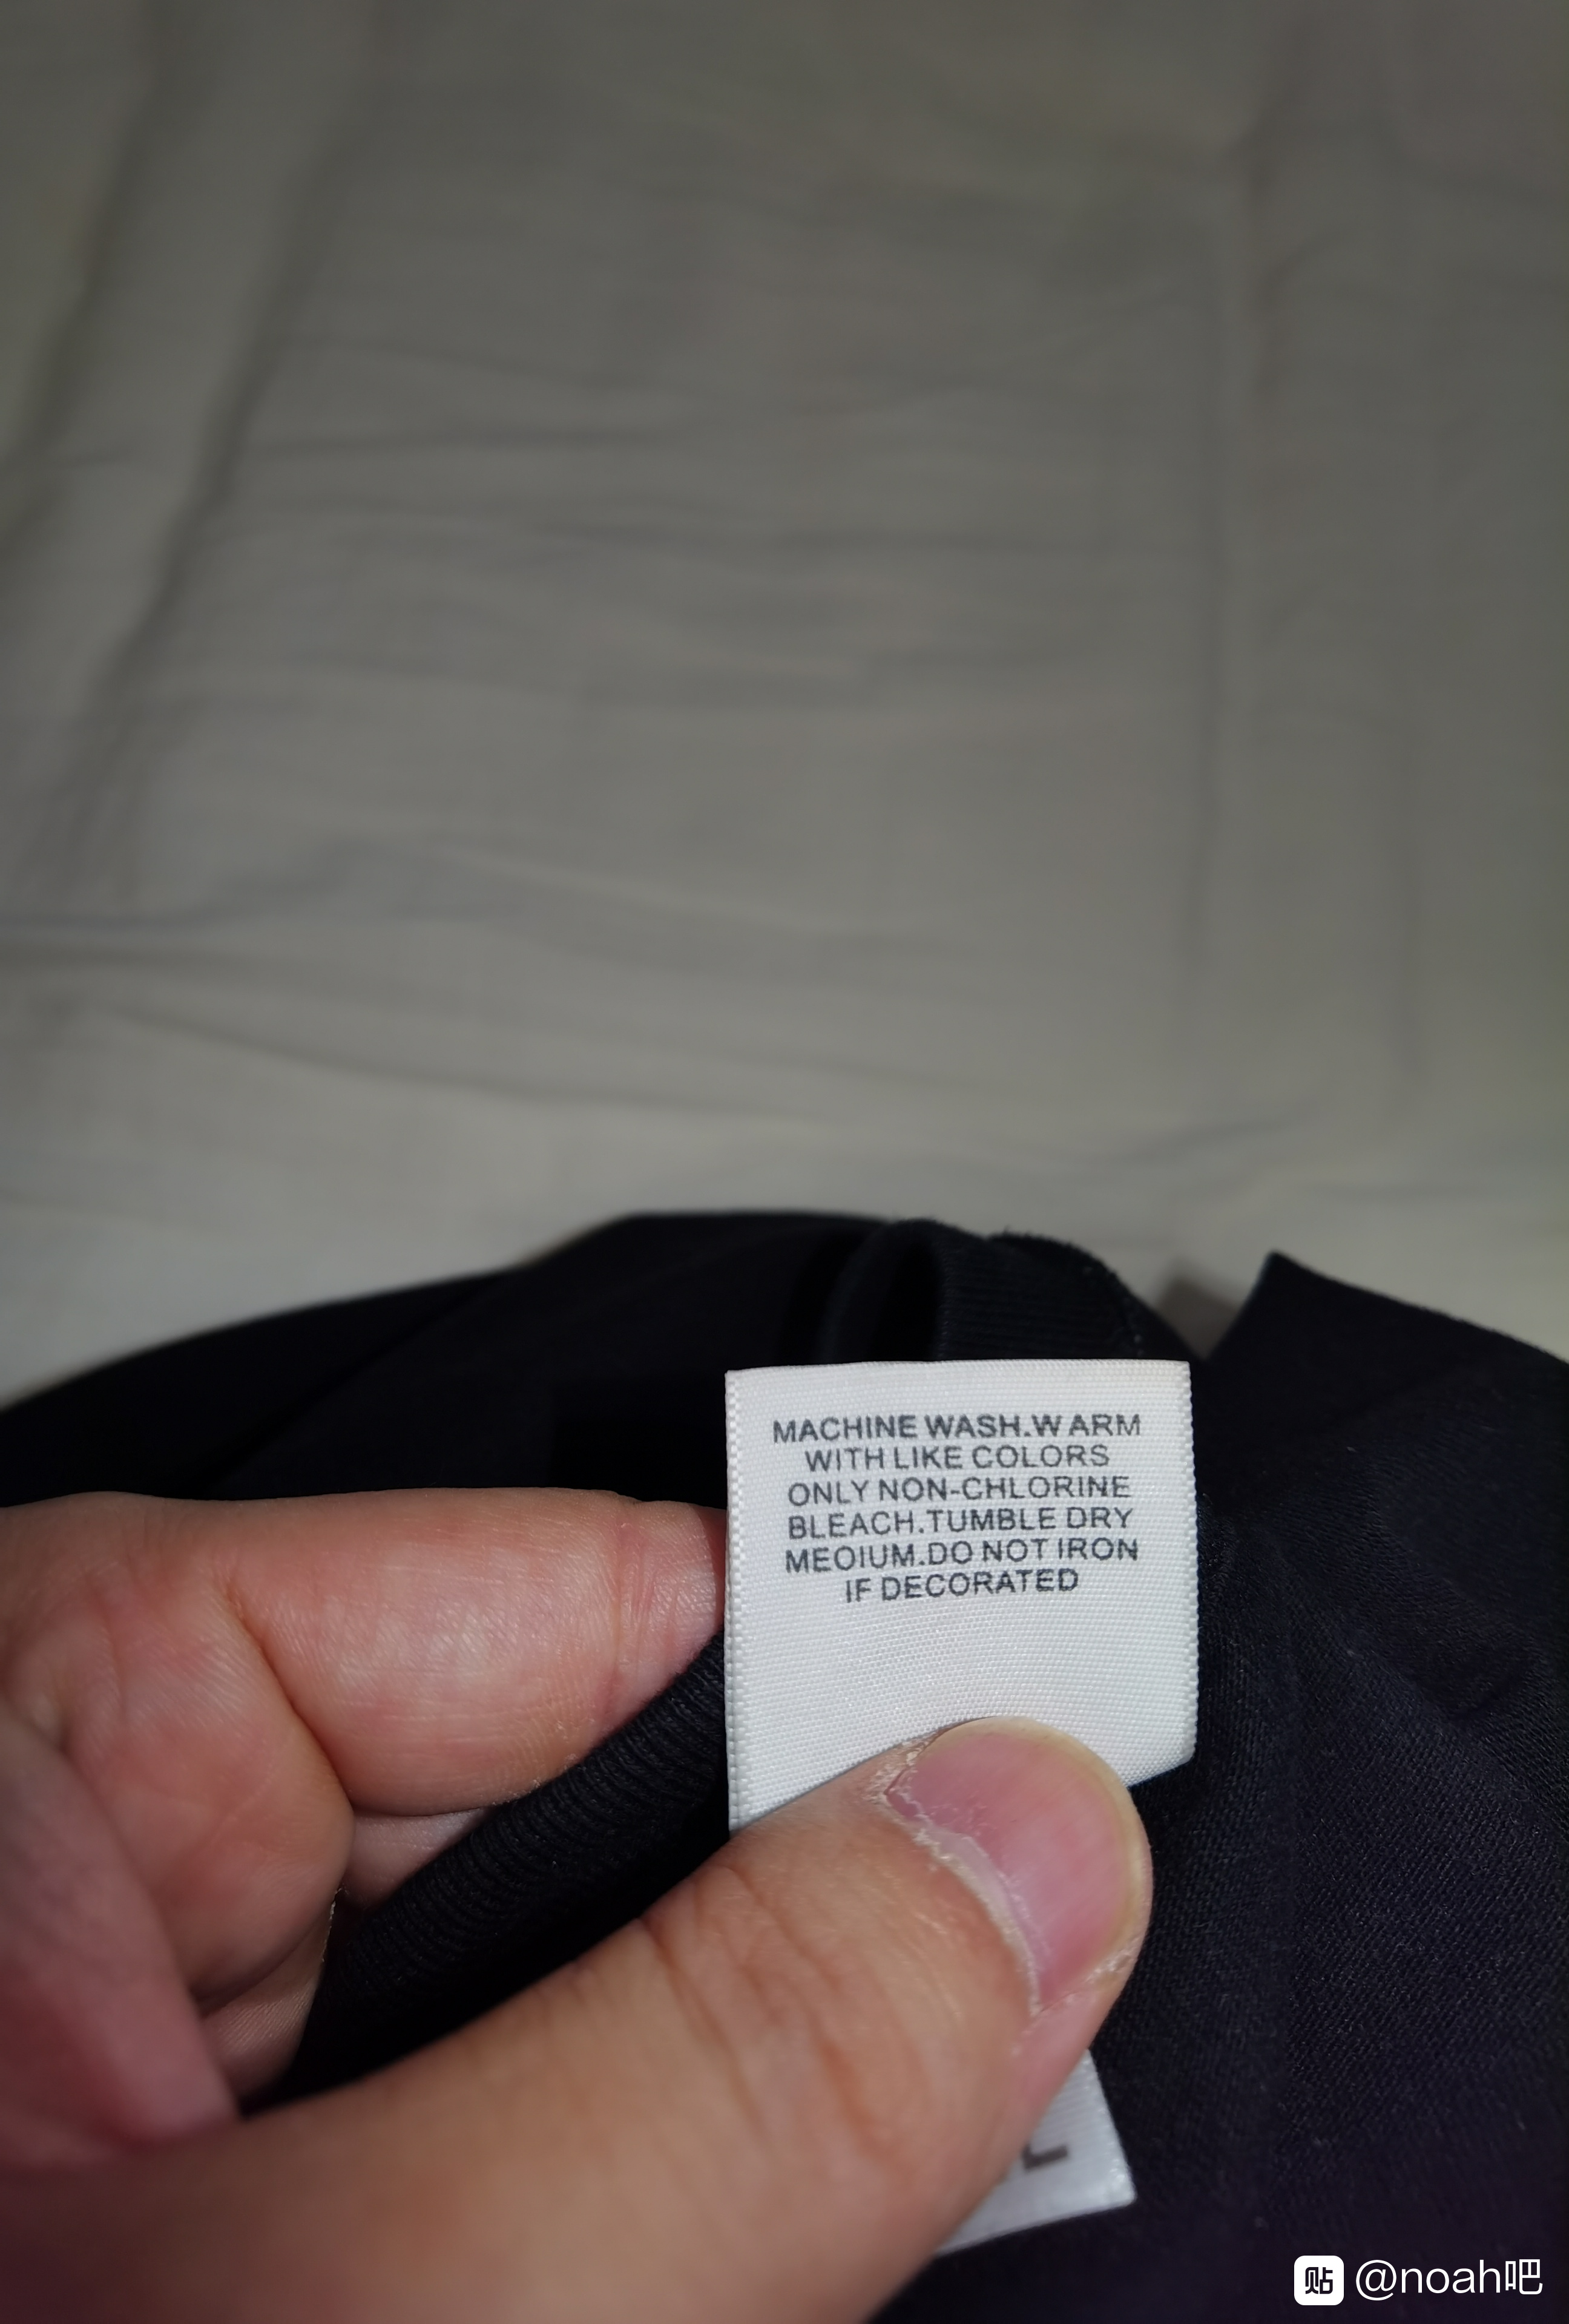 MACHINE WASH.W ARM
WITH LIKE COLORS
ONLY NON-CHLORINE
BLEACH.TUMBLE DRY
MEOIUM.DO NOT IRON
IF DECORATED
贴 @noah吧